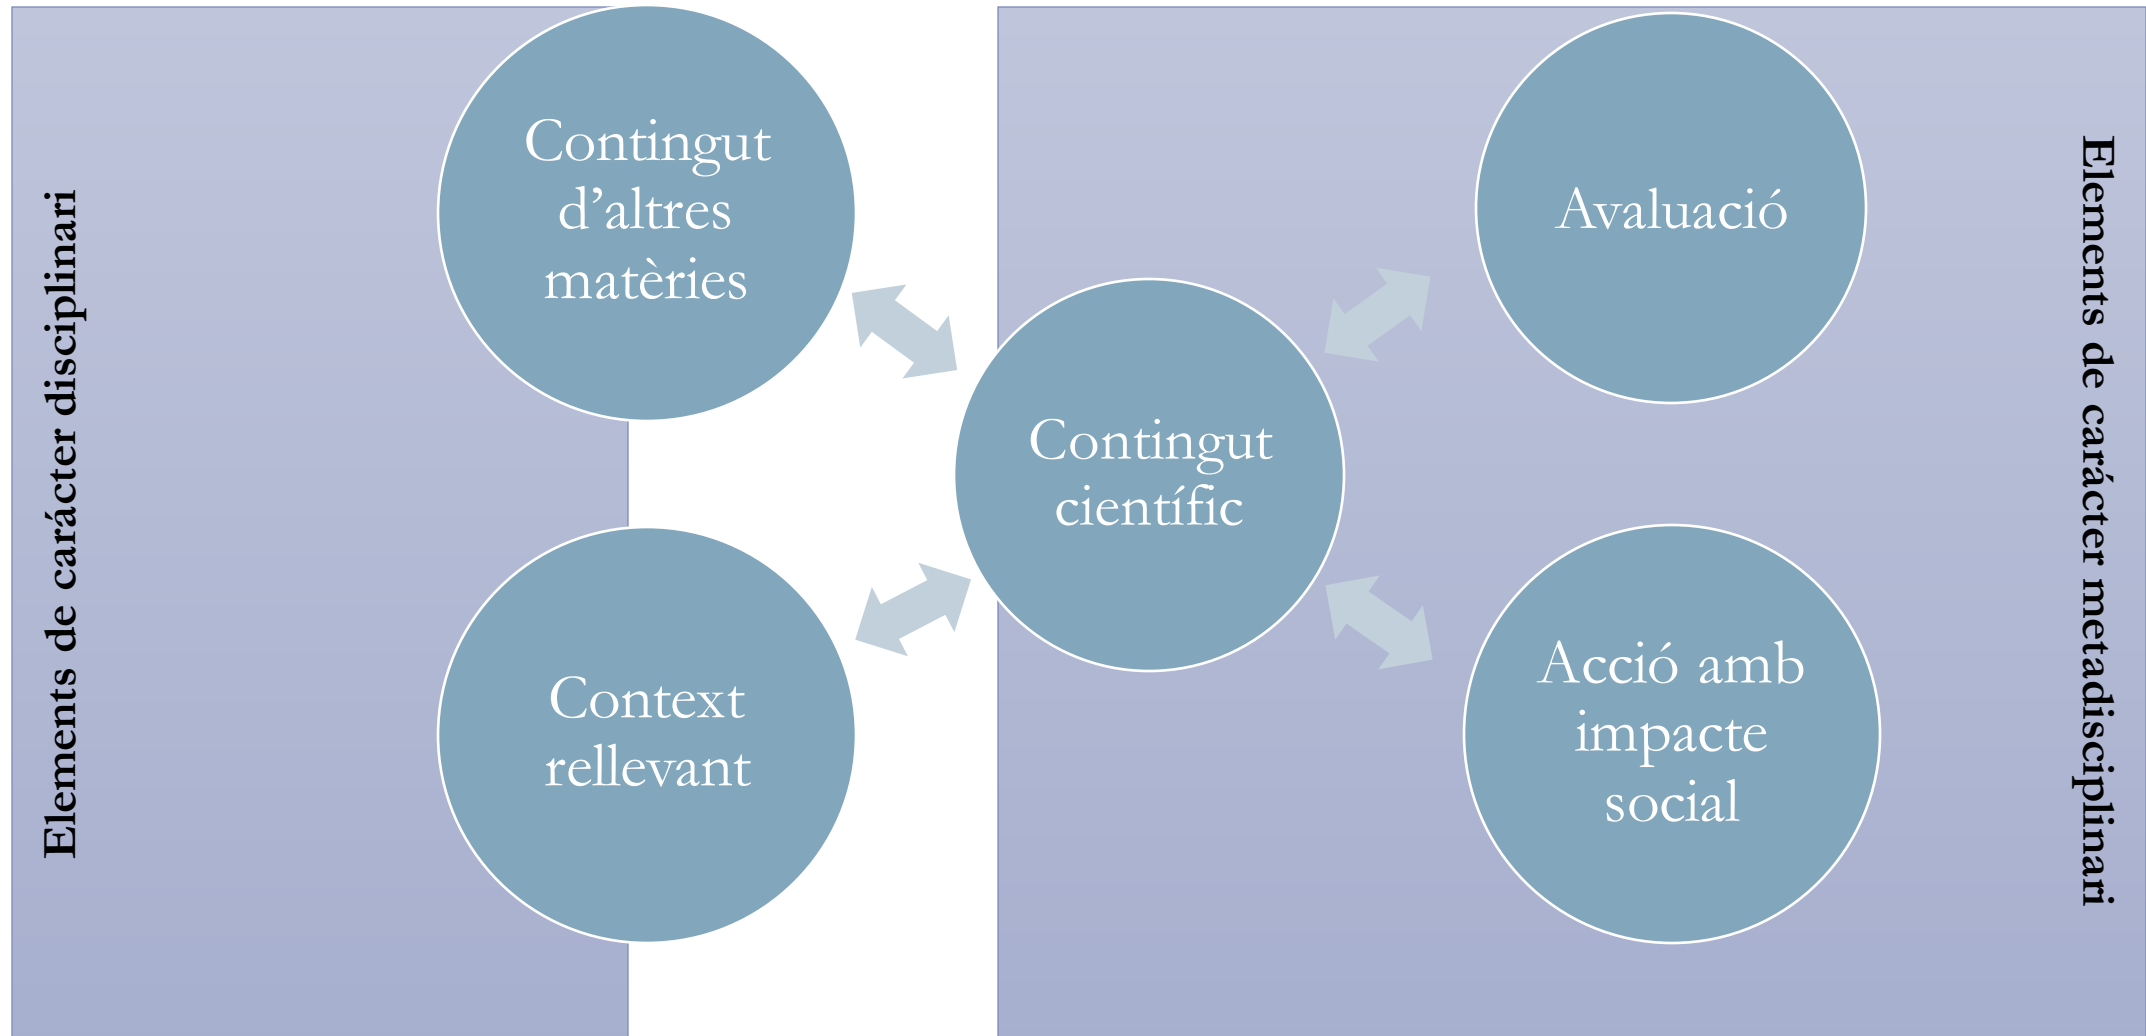 Elements de carácter disciplinari
Contingut
d’altres
matèries
Context
rellevant
Contingut
científic
Avaluació
Acció amb
impacte
social
Elements de carácter metadisciplinari